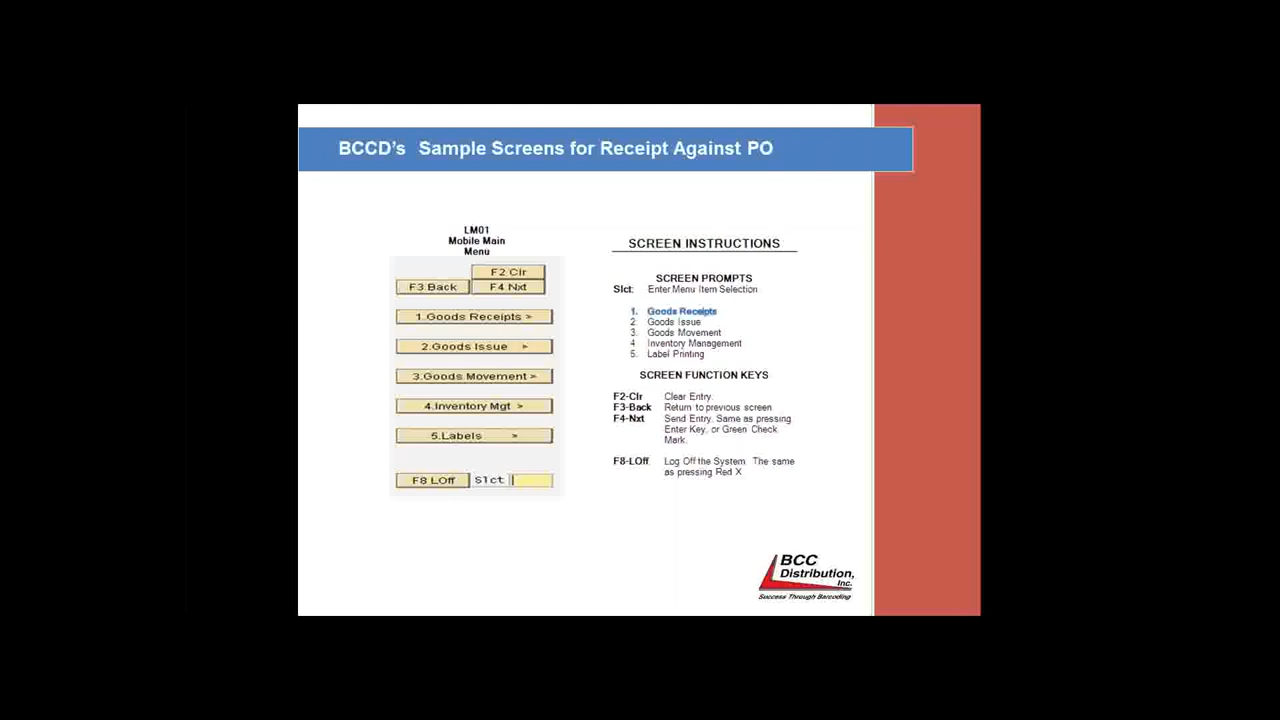 BCCD's Sample Screens for Receipt Against PO
LM01
Mobile Main
Menu
F2 Clr
F3.Back F4 Nxt
1.Goods Receipts >
2.Goods Issue >
3.Goods Movement >
4.Inventory Mgt >
5.Labels >
F8 LOff Slct
SCREEN INSTRUCTIONS
SCREEN PROMPTS
Slct: Enter Menu Item Selection
1. Goods Receipts
2 Goods Issue
3. Goods Movement
4 Inventory Management
5. Label Printing
SCREEN FUNCTION KEYS
F2-Clr Clear Entry.
F3-Back Return to previous screen
F4-Nxt Send Entry. Same as pressing
Enter Key, or Green Check
Mark.
F8-LOff Log Off the System The same
as pressing Red X
BCC
Distribution,
Inc.
Success Through Barcoding